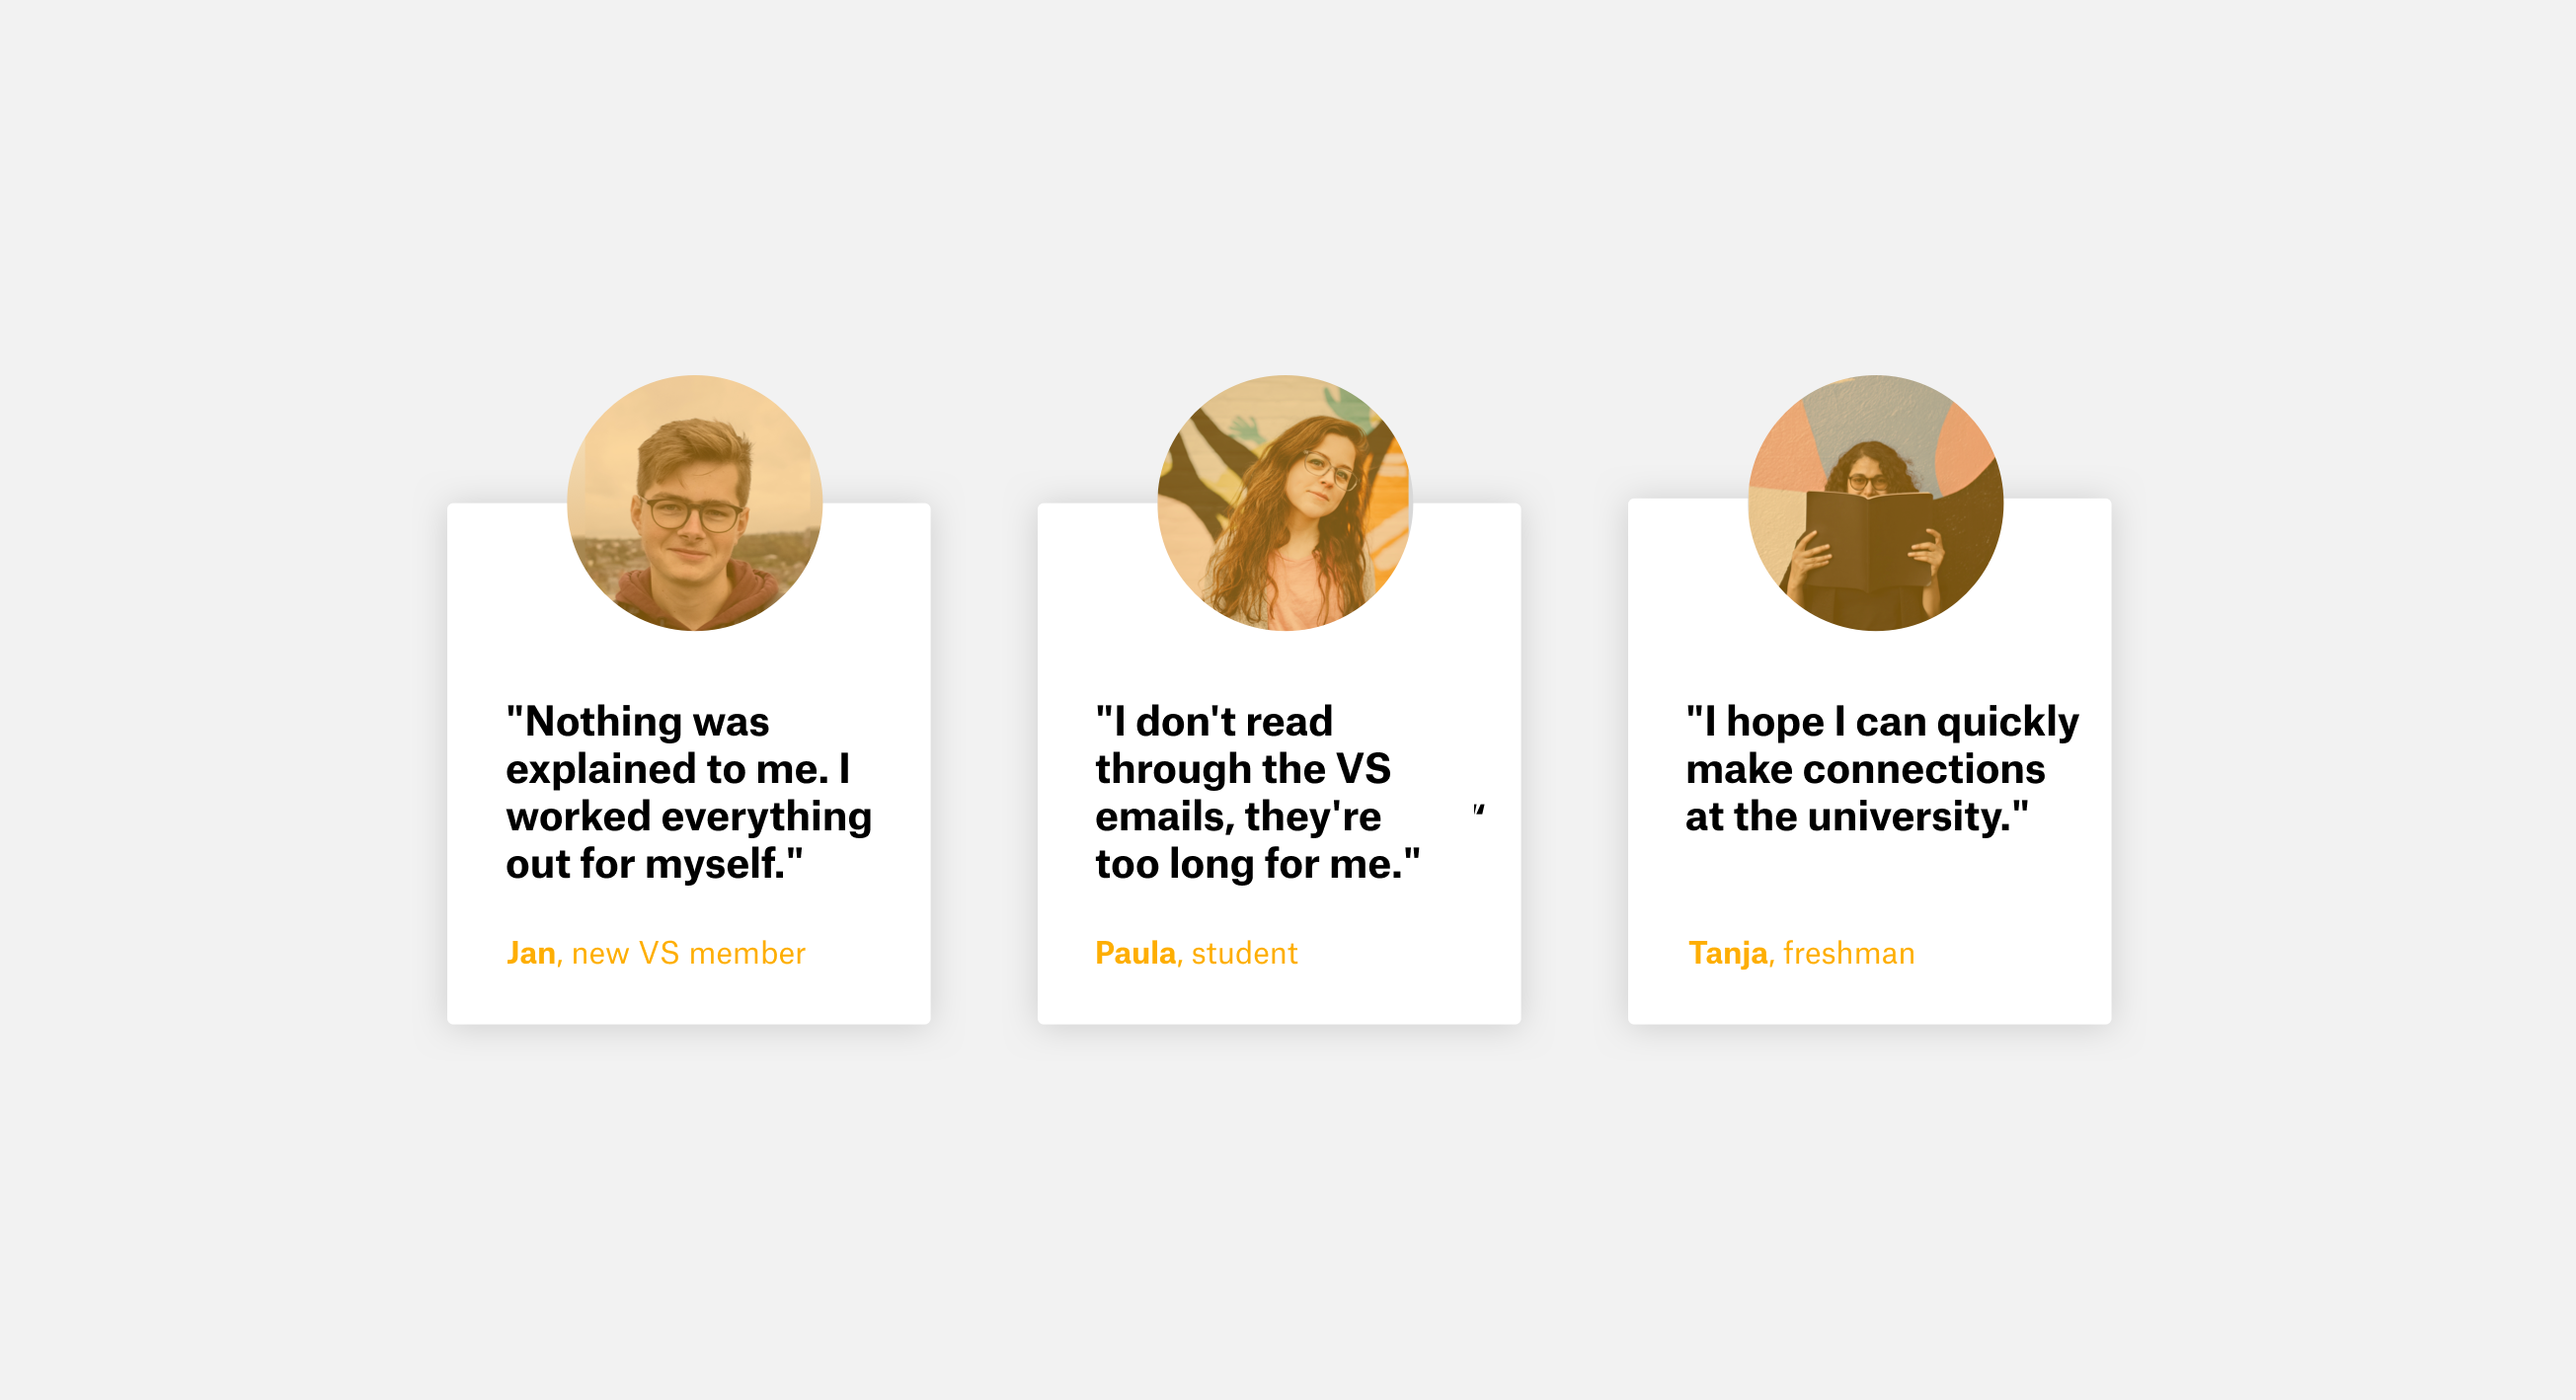 "Nothing was
explained to me. I
worked everything
out for myself."
Jan, new VS member
"I don't read
through the VS
emails, they're
“
too long for me."
Paula, student
"I hope I can quickly
make connections
at the university."
Tanja, freshman